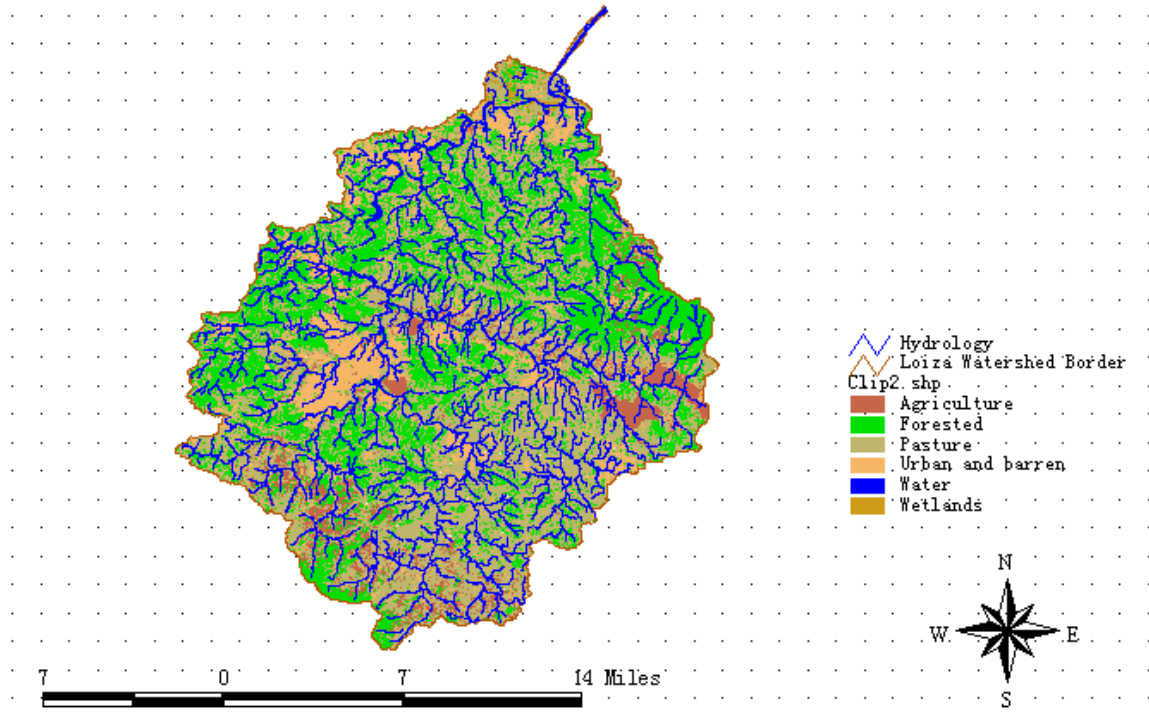 Hydrology
Loiza Watershed Border
Clip2.shp
Agriculture
Forested
Pasture
Urban and barren
Water
Wetlands
N
W E
S
7 0 7 14 Miles